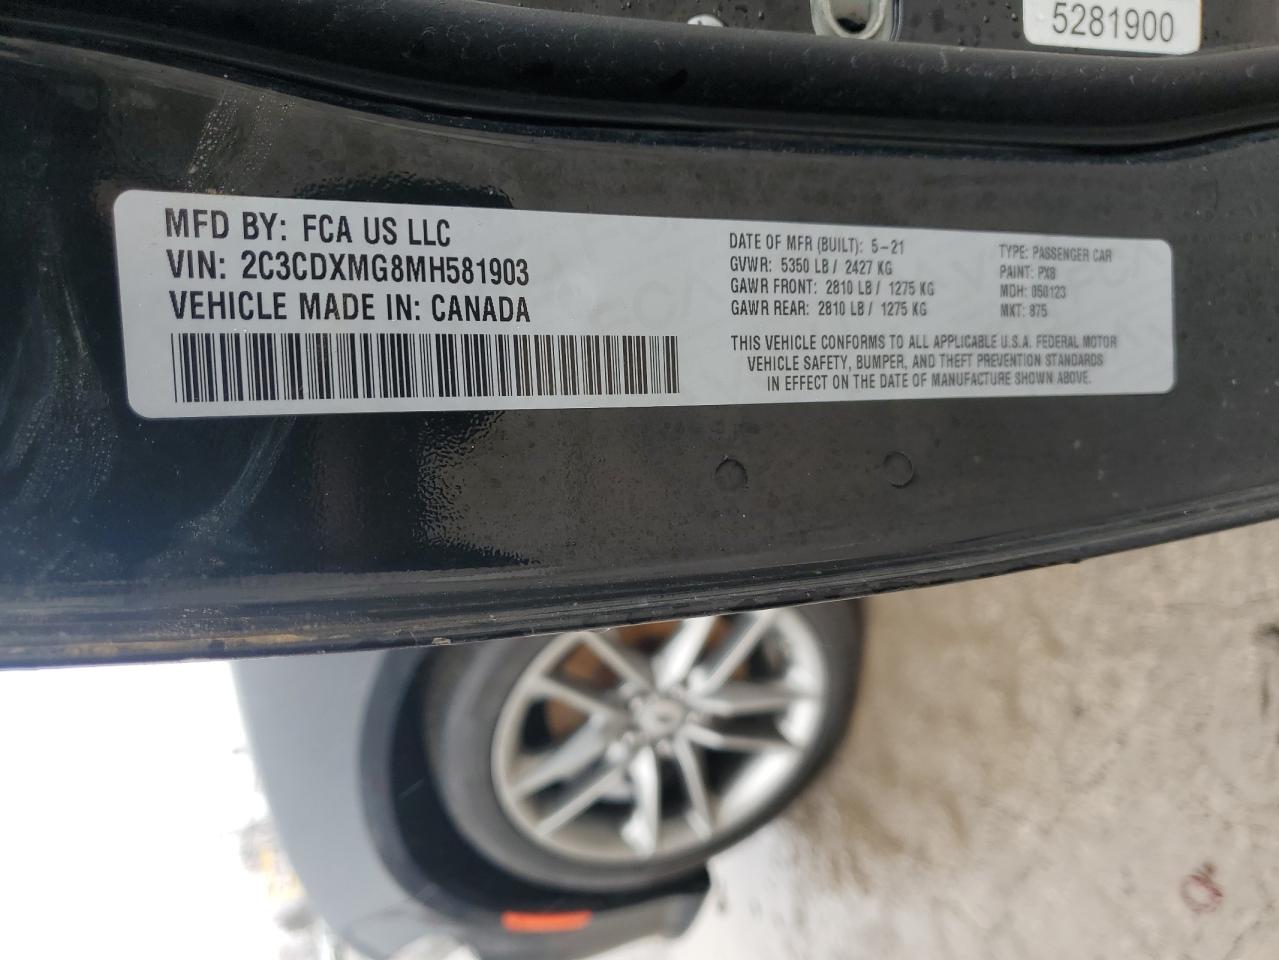 5281900
MFD BY: FCA US LLC
VIN: 2C3CDXMG8MH581903
VEHICLE MADE IN: CANADA
DATE OF MFR (BUILT): 5-21
GVWR: 5350 LB / 2427 KG
GAWR FRONT: 2810 LB / 1275 KG
GAWR REAR: 2810 LB / 1275 KG
TYPE: PASSENGER CAR
PAINT: PX8
MDH: 050123
MKT: 875
THIS VEHICLE CONFORMS TO ALL APPLICABLE U.S.A. FEDERAL MOTOR
VEHICLE SAFETY, BUMPER, AND THEFT PREVENTION STANDARDS
IN EFFECT ON THE DATE OF MANUFACTURE SHOWN ABOVE.